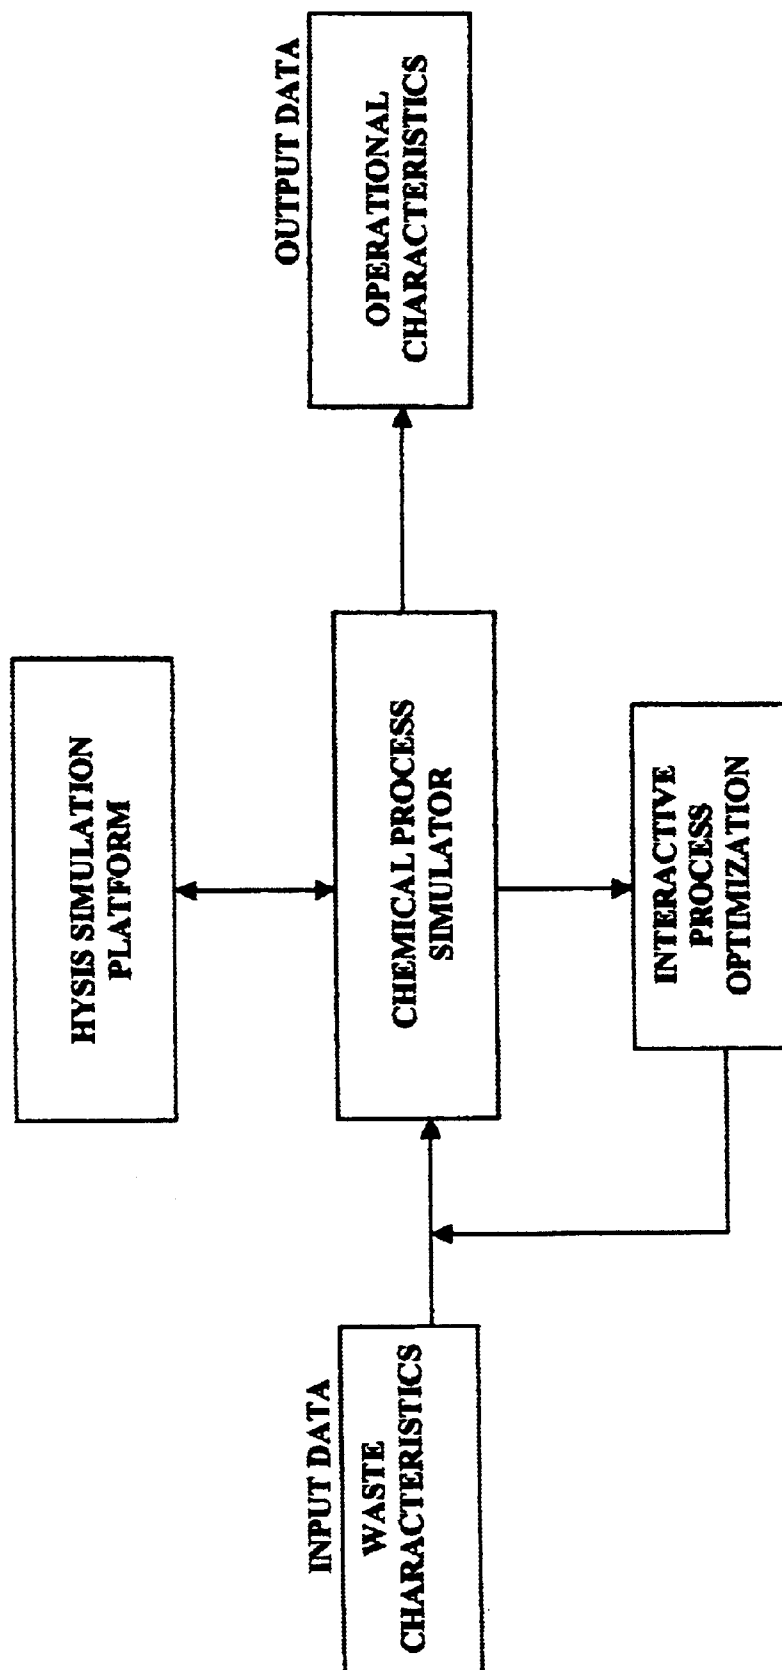 HYSIS SIMULATION
PLATFORM
INPUT DATA
WASTE
CHARACTERISTICS
CHEMICAL PROCESS
SIMULATOR
OUTPUT DATA
OPERATIONAL
CHARACTERISTICS
INTERACTIVE
PROCESS
OPTIMIZATION